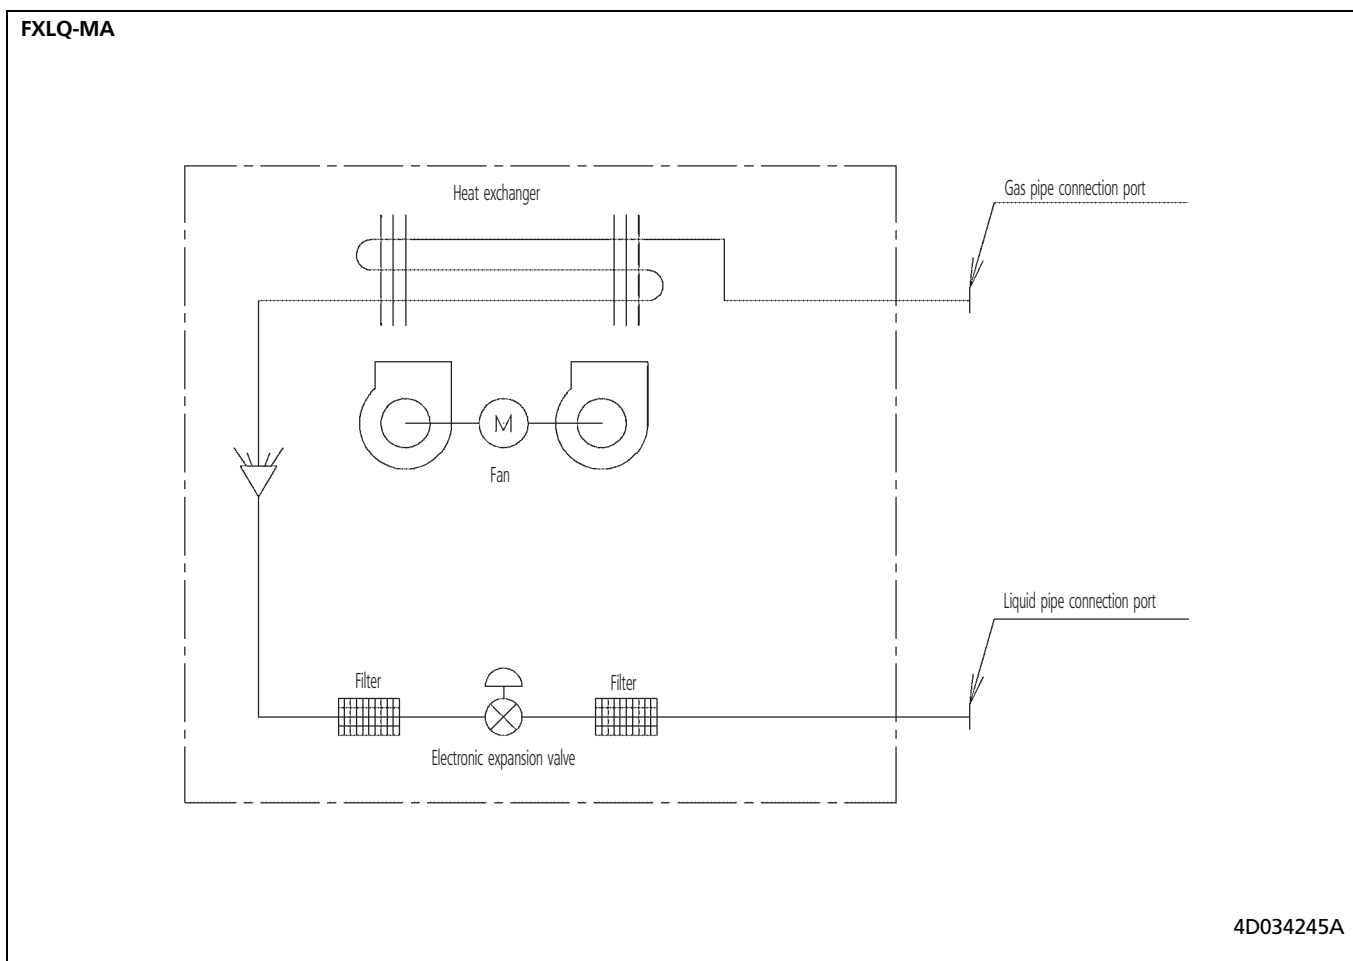 FXLQ-MA
Heat exchanger
Gas pipe connection port
M
Fan
Liquid pipe connection port
Filter
Filter
Electronic expansion valve
4D034245A